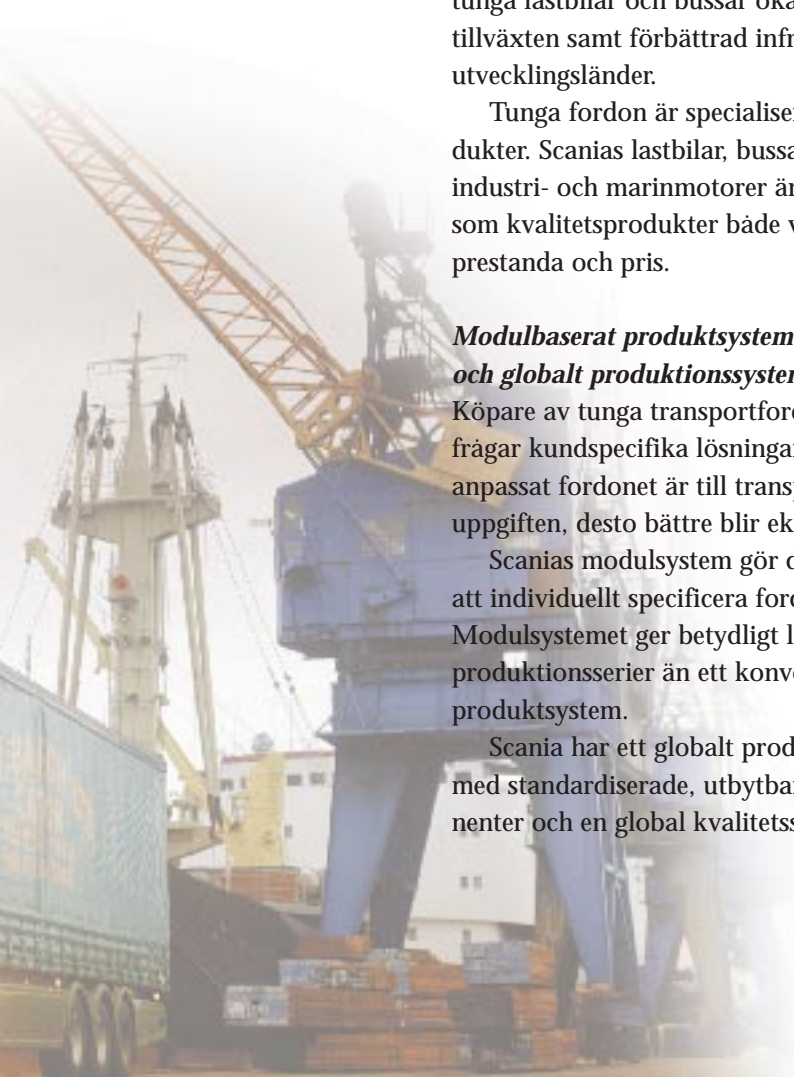 tunga lastbilar och bussar öka
tillväxten samt förbättrad infr
utvecklingsländer.
Tunga fordon är specialise
dukter. Scanias lastbilar, bussa
industri- och marinmotorer är
som kvalitetsprodukter både v
prestanda och pris.
Modulbaserat produktsystem
och globalt produktionssystem
Köpare av tunga transportford
frågar kundspecifika lösningar
anpassat fordonet är till transp
uppgiften, desto bättre blir ek
Scanias modulsystem gör d
att individuellt specificera ford
Modulsystemet ger betydligt l
produktionsserier än ett konve
produktsystem.
Scania har ett globalt prod
med standardiserade, utbytbar
nenter och en global kvalitetss